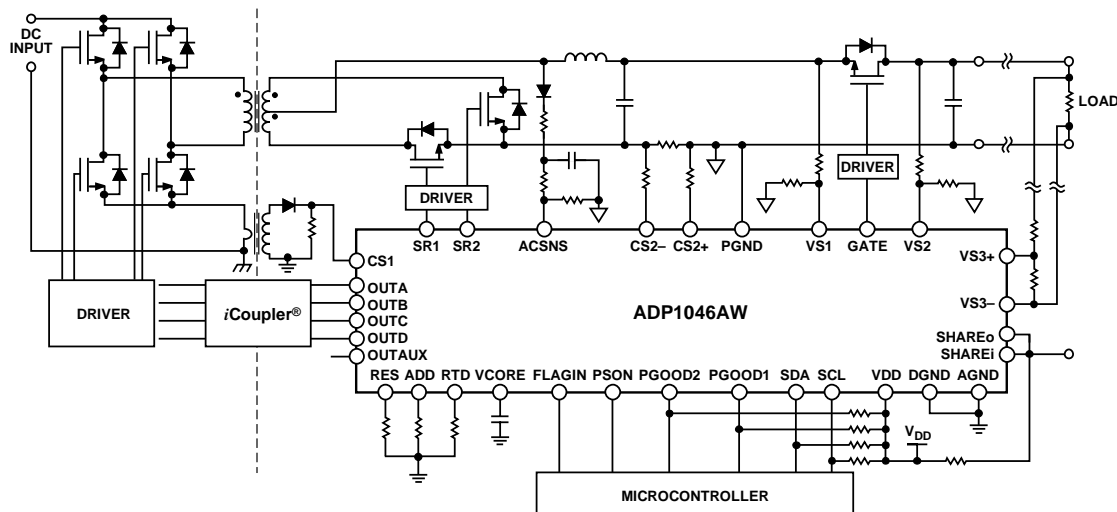 DC
INPUT
LOAD
DRIVER
DRIVER
SR1 SR2 ACSNS CS2– CS2+ PGND VS1 GATE VS2
CS1
VS3+
OUTA
OUTB
OUTC
OUTD
OUTAUX
DRIVER
iCoupler®
ADP1046AW
VS3–
SHAREo
SHAREi
RES ADD RTD VCORE FLAGIN PSON PGOOD2 PGOOD1 SDA SCL VDD DGND AGND
VDD
MICROCONTROLLER